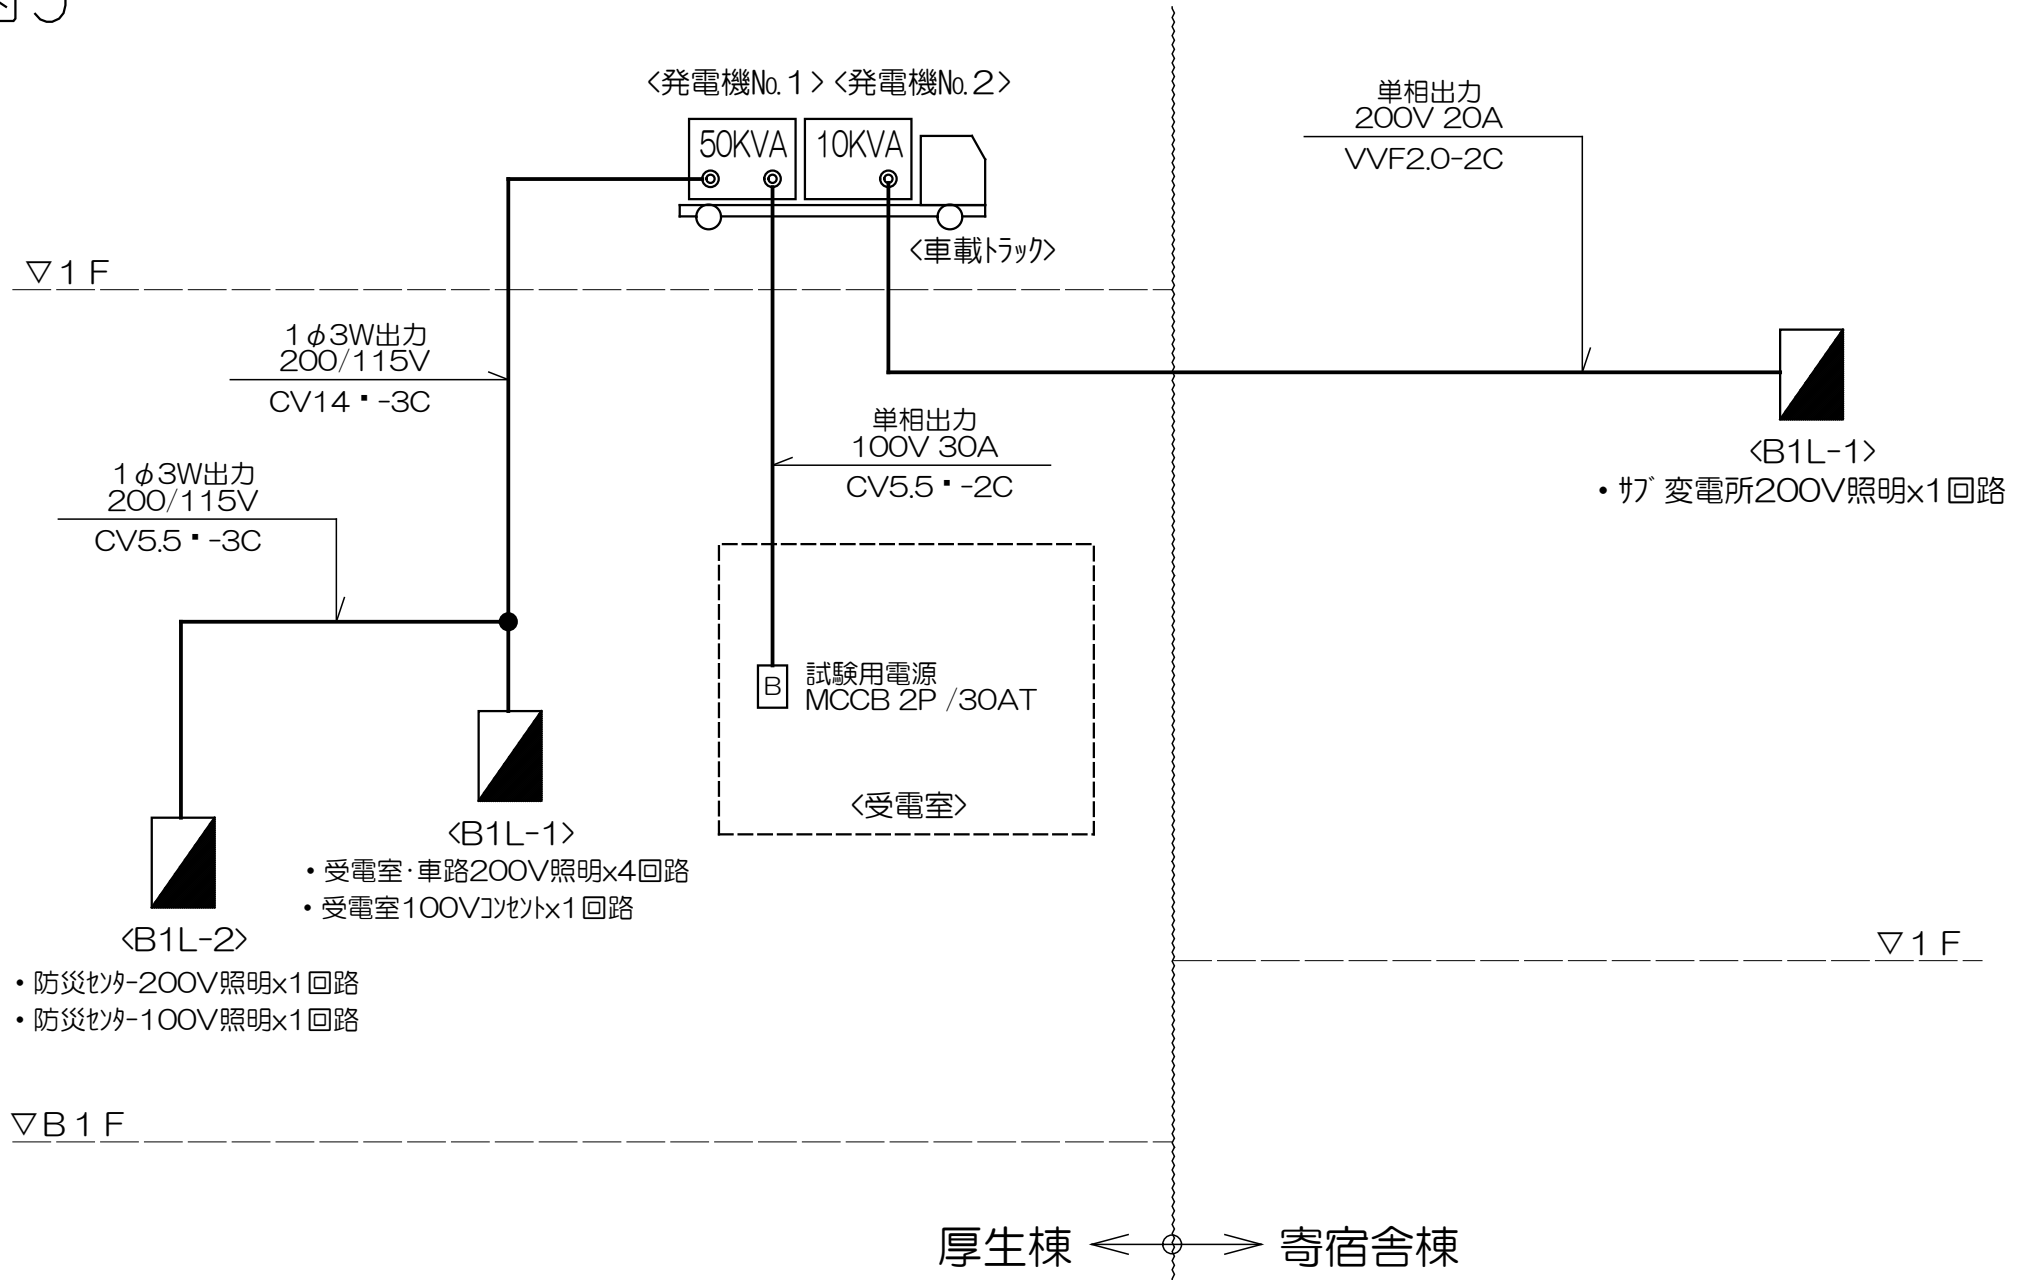 <発電機No.1>
<発電機No.2>
50KVA
10KVA
<車載トラック>
単相出力
200V 20A
VVF2.0-2C
▽1F
1φ3W出力
200/115V
CV14・-3C
単相出力
100V 30A
CV5.5・-2C
<B1L-1>
・サブ変電所200V照明x1回路
1φ3W出力
200/115V
CV5.5・-3C
B
試験用電源
MCCB 2P /30AT
<受電室>
<B1L-1>
・受電室・車路200V照明x4回路
・受電室100Vコンセントx1回路
<B1L-2>
・防災センター200V照明x1回路
・防災センター100V照明x1回路
▽1F
▽B1F
厚生棟
寄宿舎棟